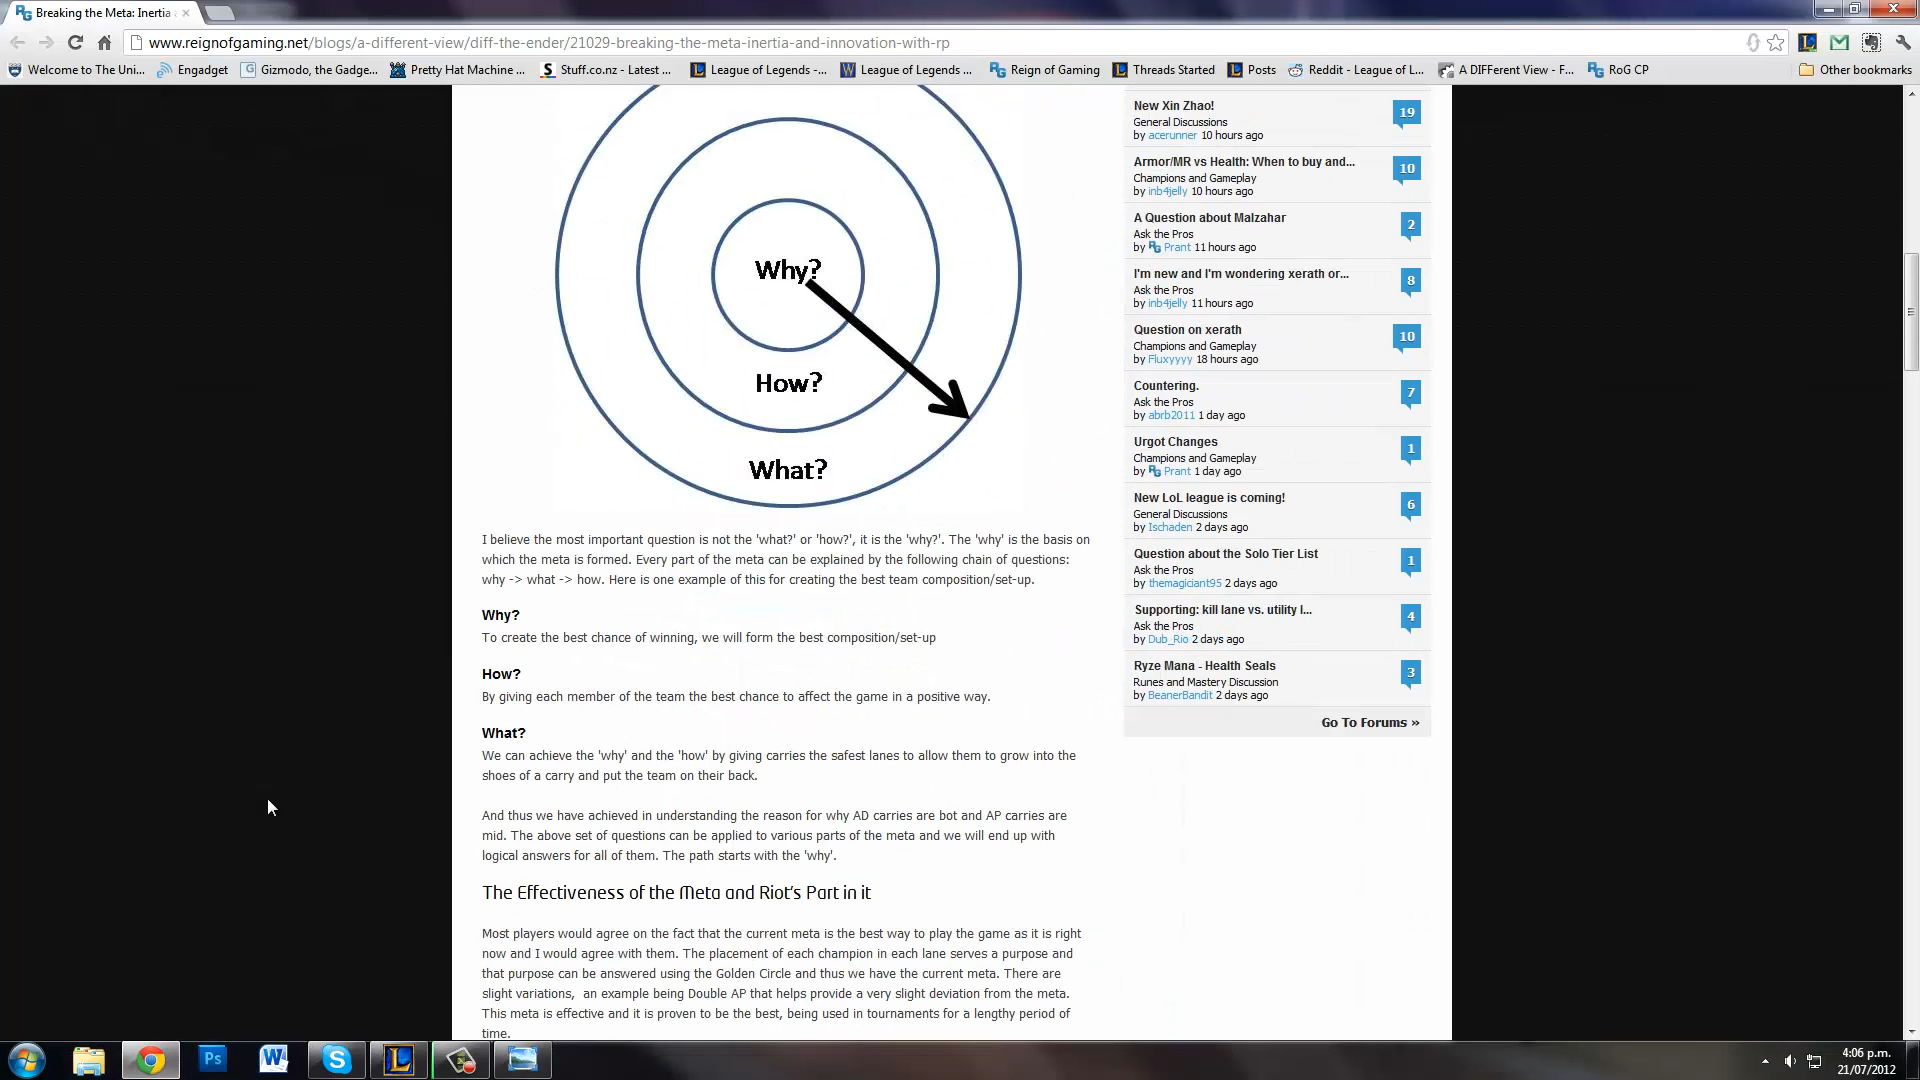 Breaking the Meta: Inertia
www.reignofgaming.net/blogs/a-different-view/diff-the-ender/21029-breaking-the-meta-inertia-and-innovation-with-rp
Welcome to The Uni... Engadget Gizmodo, the Gadge... Pretty Hat Machine ... Stuff.co.nz - Latest ... League of Legends -... League of Legends ... Reign of Gaming Threads Started Posts Reddit - League of L... A DIFFerent View - F... RoG CP Other bookmarks
Why?
How?
What?
I believe the most important question is not the 'what?' or 'how?', it is the 'why?'. The 'why' is the basis on
which the meta is formed. Every part of the meta can be explained by the following chain of questions:
why -> what -> how. Here is one example of this for creating the best team composition/set-up.
Why?
To create the best chance of winning, we will form the best composition/set-up
How?
By giving each member of the team the best chance to affect the game in a positive way.
What?
We can achieve the 'why' and the 'how' by giving carries the safest lanes to allow them to grow into the
shoes of a carry and put the team on their back.
And thus we have achieved in understanding the reason for why AD carries are bot and AP carries are
mid. The above set of questions can be applied to various parts of the meta and we will end up with
logical answers for all of them. The path starts with the 'why'.
The Effectiveness of the Meta and Riot's Part in it
Most players would agree on the fact that the current meta is the best way to play the game as it is right
now and I would agree with them. The placement of each champion in each lane serves a purpose and
that purpose can be answered using the Golden Circle and thus we have the current meta. There are
slight variations, an example being Double AP that helps provide a very slight deviation from the meta.
This meta is effective and it is proven to be the best, being used in tournaments for a lengthy period of
time.
New Xin Zhao! 19
General Discussions
by acerunner 10 hours ago
Armor/MR vs Health: When to buy and... 10
Champions and Gameplay
by inb4jelly 10 hours ago
A Question about Malzahar 2
Ask the Pros
by Prant 11 hours ago
I'm new and I'm wondering xerath or... 8
Ask the Pros
by inb4jelly 11 hours ago
Question on xerath 10
Champions and Gameplay
by Fluxyyyy 18 hours ago
Countering. 7
Ask the Pros
by abrb2011 1 day ago
Urgot Changes 1
Champions and Gameplay
by Prant 1 day ago
New LoL league is coming! 6
General Discussions
by Ischaden 2 days ago
Question about the Solo Tier List 1
Ask the Pros
by themagiciant95 2 days ago
Supporting: kill lane vs. utility l... 4
Ask the Pros
by Dub_Rio 2 days ago
Ryze Mana - Health Seals 3
Runes and Mastery Discussion
by BeanerBandit 2 days ago
Go To Forums »
Ps
4:06 p.m.
21/07/2012